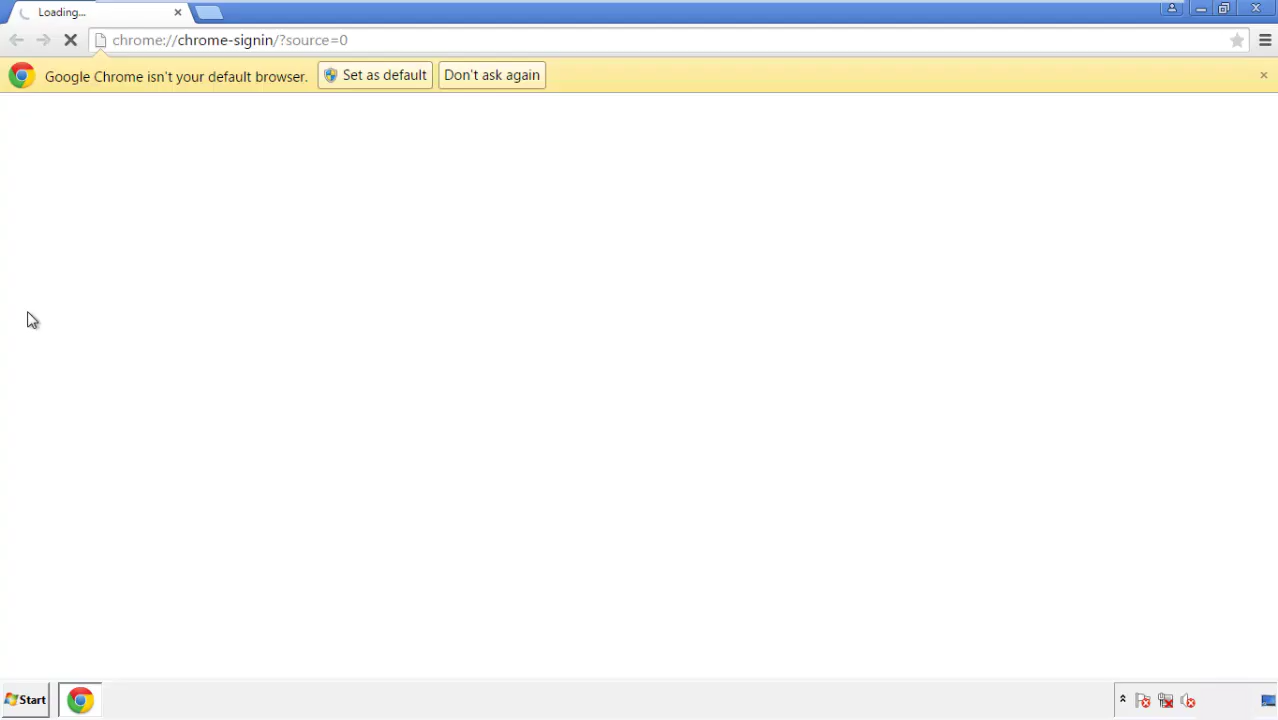 Loading...
chrome://chrome-signin/?source=0
Google Chrome isn't your default browser. Set as default Don't ask again
Start